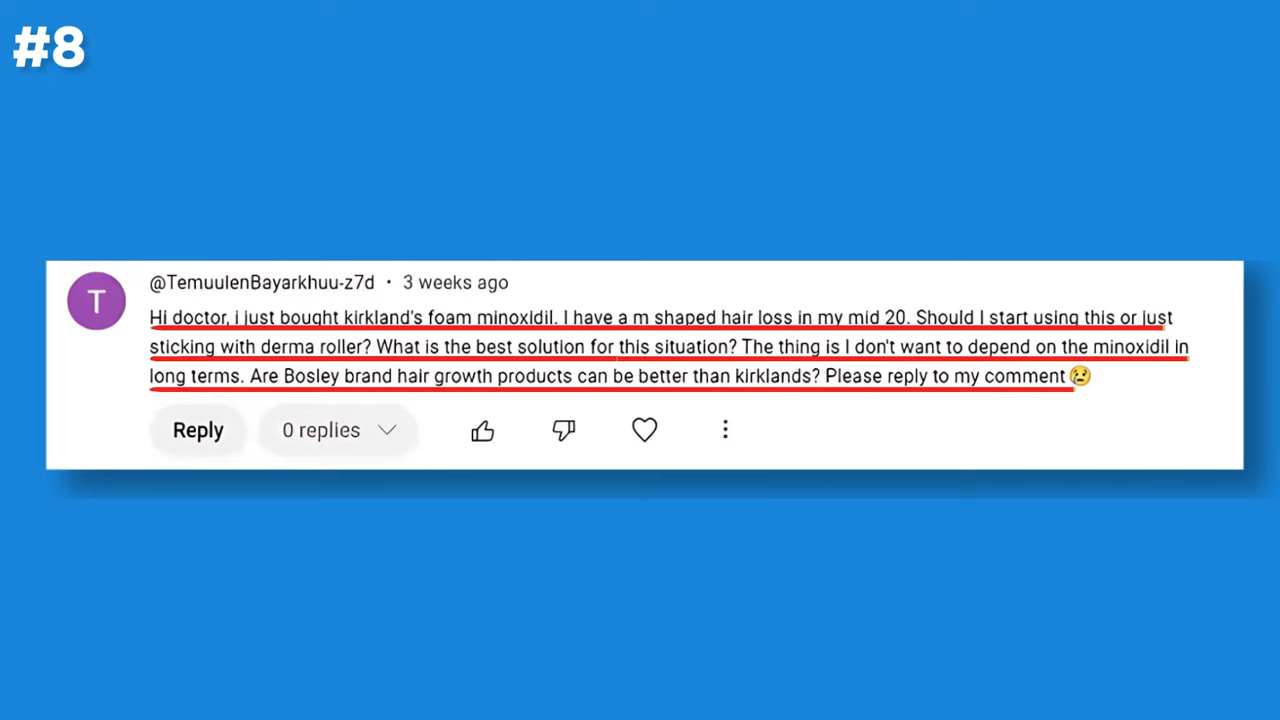 #8
@TemuulenBayarkhuu-z7d • 3 weeks ago
Hi doctor, i just bought kirkland's foam minoxidil. I have a m shaped hair loss in my mid 20. Should I start using this or just
sticking with derma roller? What is the best solution for this situation? The thing is I don't want to depend on the minoxidil in
long terms. Are Bosley brand hair growth products can be better than kirklands? Please reply to my comment 😢
T
Reply 0 replies